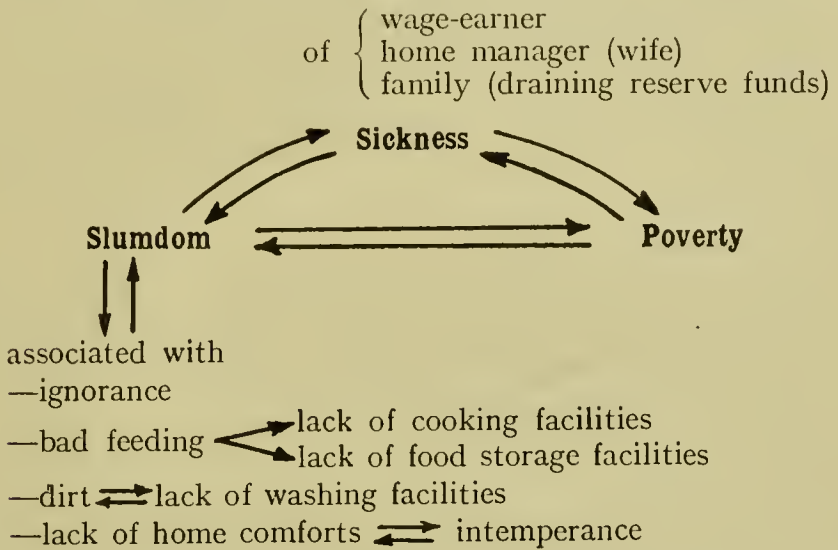 wage-earner
of { home manager (wife)
family (draining reserve funds)
Sickness
Slumdom Poverty
associated with
—ignorance
—bad feeding lack of cooking facilities
lack of food storage facilities
—dirt ⇄ lack of washing facilities
—lack of home comforts ⇄ intemperance